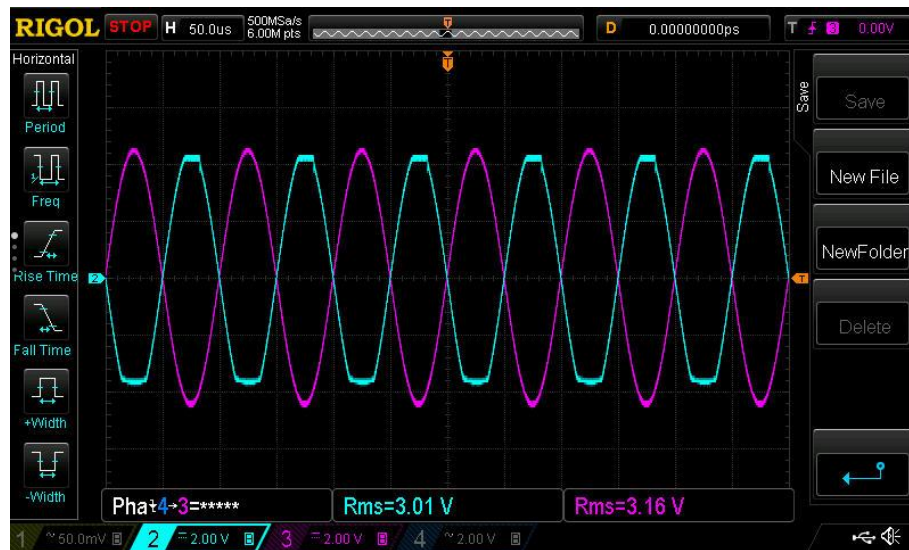 RIGOL STOP H 50.0us 500MSa/s 6.00M pts T D 0.00000000ps T 3 0.00V
Horizontal
Period
Freq
Rise Time
Fall Time
+Width
-Width
2
T
T
Save
Save
New File
NewFolder
Delete
Pha 4→3=***** Rms=3.01 V Rms=3.16 V
1 ~50.0mV B 2 =2.00 V B 3 =2.00 V B 4 ~2.00 V B